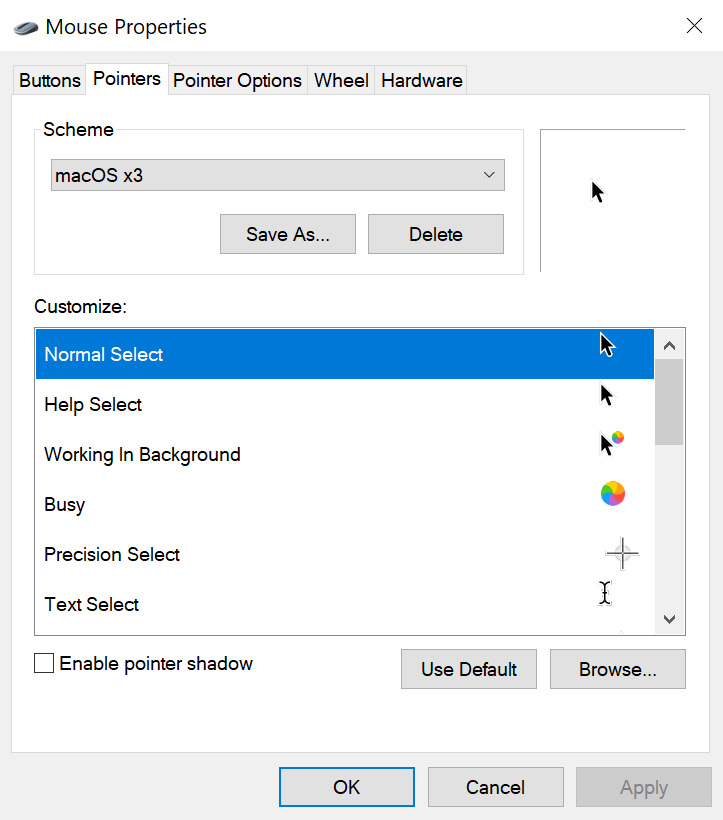 Mouse Properties
Buttons Pointers Pointer Options Wheel Hardware
Scheme
macOS x3
Save As... Delete
Customize:
Normal Select
Help Select
Working In Background
Busy
Precision Select
Text Select
Enable pointer shadow
Use Default Browse...
OK Cancel Apply